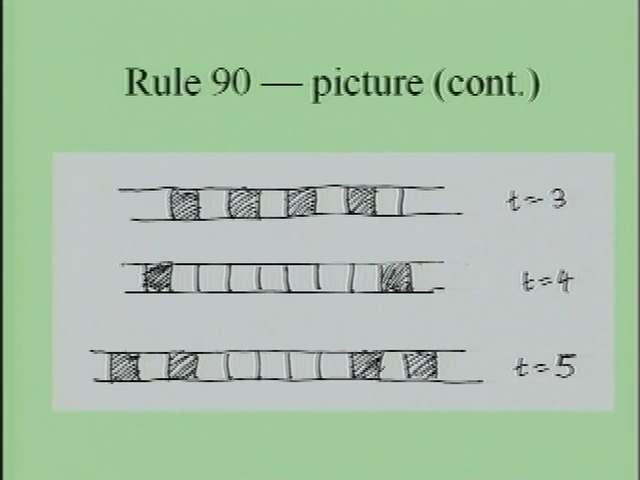 Rule 90 — picture (cont.)
t=3
t=4
t=5